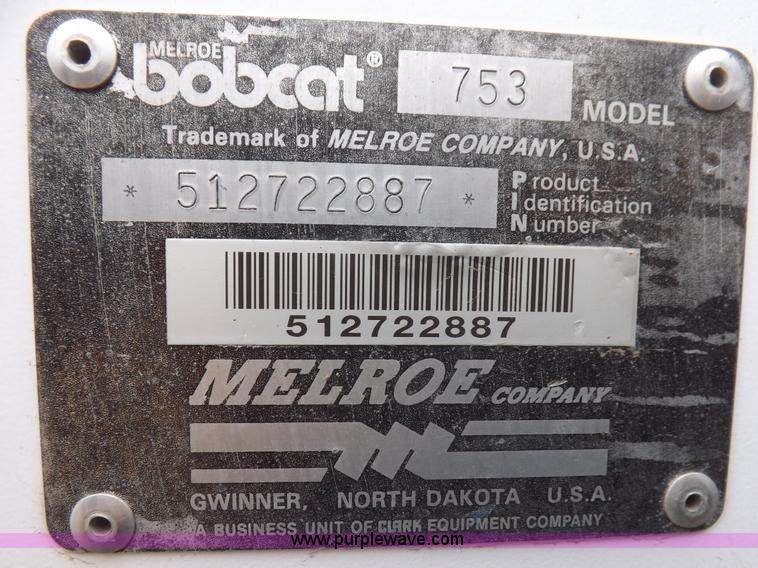 MELROE
bobcat® 753 MODEL
Trademark of MELROE COMPANY, U.S.A.
* 512722887 * Product Identification Number
512722887
MELROE COMPANY
GWINNER, NORTH DAKOTA U.S.A.
A BUSINESS UNIT OF CLARK EQUIPMENT COMPANY
www.purplewave.com